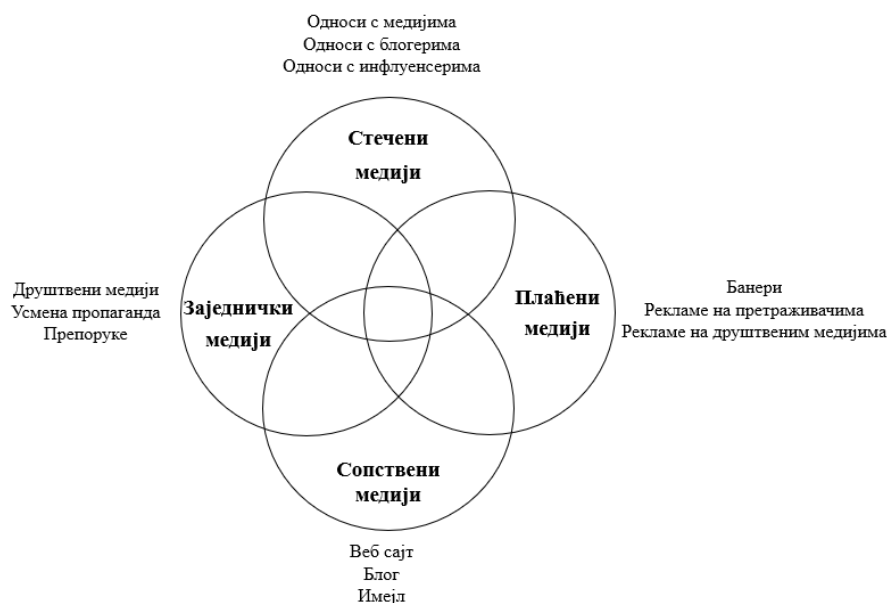 Односи с медијима
Односи с блогерима
Односи с инфлуенсерима
Стечени
медији
Друштвени медији
Усмена пропаганда
Препоруке
Заједнички
медији
Плаћени
медији
Банери
Рекламе на претраживачима
Рекламе на друштвеним медијима
Сопствени
медији
Веб сајт
Блог
Имејл